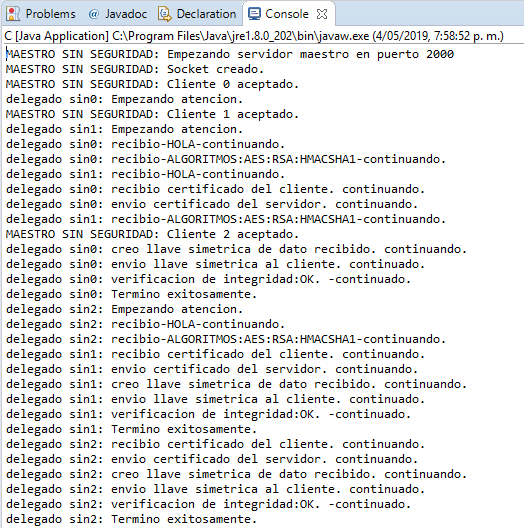 Problems Javadoc Declaration Console
C [Java Application] C:\Program Files\Java\jre1.8.0_202\bin\javaw.exe (4/05/2019, 7:58:52 p. m.)
MAESTRO SIN SEGURIDAD: Empezando servidor maestro en puerto 2000
MAESTRO SIN SEGURIDAD: Socket creado.
MAESTRO SIN SEGURIDAD: Cliente 0 aceptado.
delegado sin0: Empezando atencion.
MAESTRO SIN SEGURIDAD: Cliente 1 aceptado.
delegado sin1: Empezando atencion.
delegado sin0: recibio-HOLA-continuando.
delegado sin0: recibio-ALGORITMOS:AES:RSA:HMACSHA1-continuando.
delegado sin1: recibio-HOLA-continuando.
delegado sin0: recibio certificado del cliente. continuando.
delegado sin0: envio certificado del servidor. continuando.
delegado sin1: recibio-ALGORITMOS:AES:RSA:HMACSHA1-continuando.
MAESTRO SIN SEGURIDAD: Cliente 2 aceptado.
delegado sin0: creo llave simetrica de dato recibido. continuando.
delegado sin0: envio llave simetrica al cliente. continuado.
delegado sin0: verificacion de integridad:OK. -continuado.
delegado sin0: Termino exitosamente.
delegado sin2: Empezando atencion.
delegado sin2: recibio-HOLA-continuando.
delegado sin2: recibio-ALGORITMOS:AES:RSA:HMACSHA1-continuando.
delegado sin1: recibio certificado del cliente. continuando.
delegado sin1: envio certificado del servidor. continuando.
delegado sin1: creo llave simetrica de dato recibido. continuando.
delegado sin1: envio llave simetrica al cliente. continuado.
delegado sin1: verificacion de integridad:OK. -continuado.
delegado sin1: Termino exitosamente.
delegado sin2: recibio certificado del cliente. continuando.
delegado sin2: envio certificado del servidor. continuando.
delegado sin2: creo llave simetrica de dato recibido. continuando.
delegado sin2: envio llave simetrica al cliente. continuado.
delegado sin2: verificacion de integridad:OK. -continuado.
delegado sin2: Termino exitosamente.